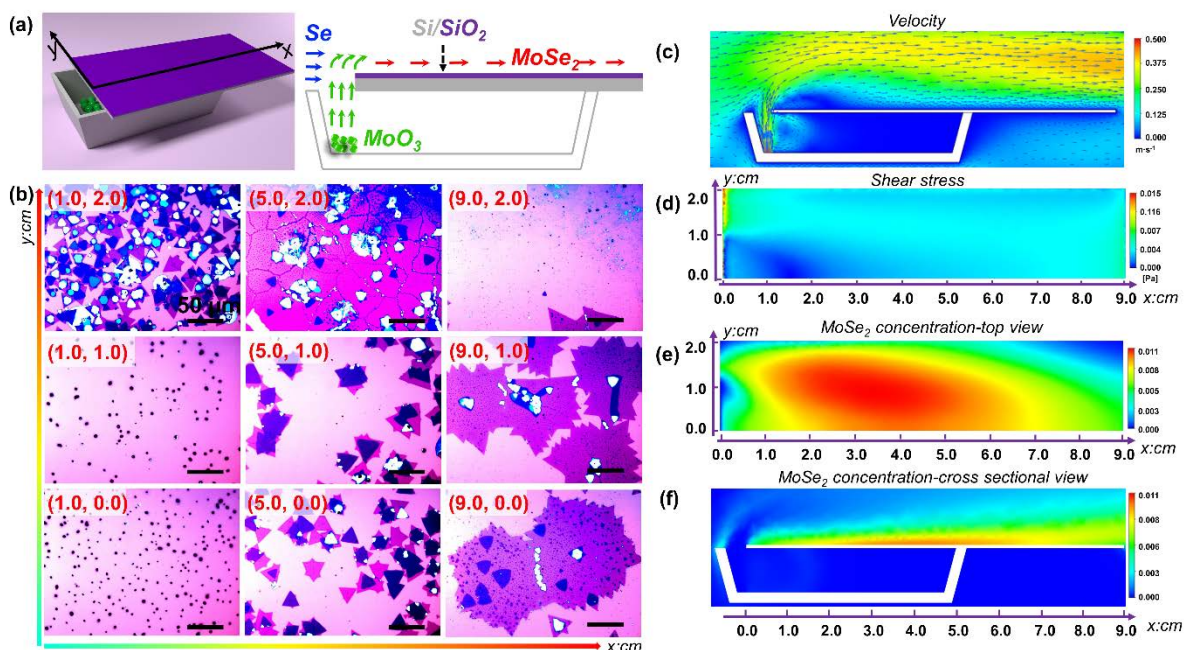 (a)
y
x
Se
Si/SiO2
MoSe2
MoO3
(b)
y:cm
(1.0, 2.0)
(5.0, 2.0)
(9.0, 2.0)
50 μm
(1.0, 1.0)
(5.0, 1.0)
(9.0, 1.0)
(1.0, 0.0)
(5.0, 0.0)
(9.0, 0.0)
x:cm
(c)
Velocity
0.500
0.375
0.250
0.125
0.000
m·s-1
(d)
y:cm
Shear stress
2.0
1.0
0.0
0.015
0.116
0.007
0.004
0.000
[Pa]
0.0 1.0 2.0 3.0 4.0 5.0 6.0 7.0 8.0 9.0
x:cm
(e)
y:cm
MoSe2 concentration-top view
2.0
1.0
0.0
0.011
0.009
0.006
0.003
0.000
0.0 1.0 2.0 3.0 4.0 5.0 6.0 7.0 8.0 9.0
x:cm
(f)
MoSe2 concentration-cross sectional view
0.011
0.009
0.006
0.003
0.000
0.0 1.0 2.0 3.0 4.0 5.0 6.0 7.0 8.0 9.0
x:cm